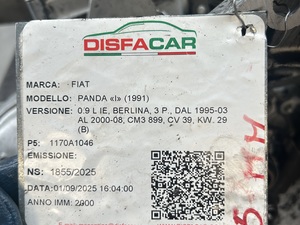 DISFACAR
MARCA: FIAT
MODELLO: PANDA «I» (1991)
VERSIONE: 0.9 L IE, BERLINA, 3 P., DAL 1995-03
AL 2000-08, CM3 899, CV 39, KW. 29
(B)
P5: 1170A1046
EMISSIONE:
NS: 1855/2025
DATA: 01/09/2025 16:04:00
ANNO IMM: 2900